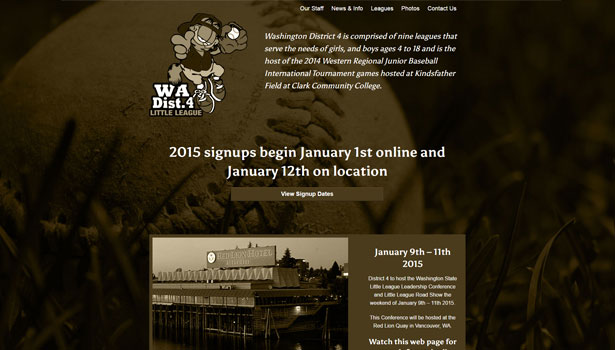 Our Staff News & Info Leagues Photos Contact Us
Washington District 4 is comprised of nine leagues that
serve the needs of girls, and boys ages 4 to 18 and is the
host of the 2014 Western Regional Junior Baseball
International Tournament games hosted at Kindsfather
Field at Clark Community College.
WA
Dist.4
LITTLE LEAGUE
2015 signups begin January 1st online and
January 12th on location
View Signup Dates
January 9th – 11th
2015
District 4 to host the Washington State
Little League Leadership Conference
and Little League Road Show the
weekend of January 9th – 11th 2015.
This Conference will be hosted at the
Red Lion Quay in Vancouver, WA.
Watch this web page for